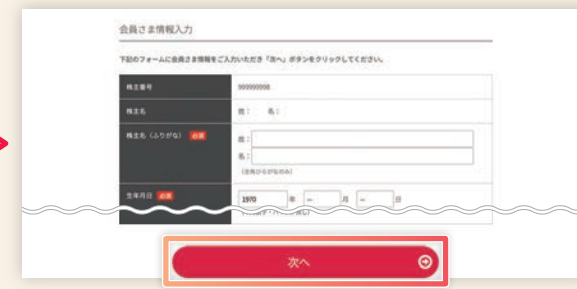 会員さま情報入力
下記のフォームに会員さま情報をご入力いただき「次へ」ボタンをクリックしてください。
株主番号 999999998
株主名 姓： 名：
株主名（ふりがな） 必須 姓：
名：
（全角ひらがなのみ）
生年月日 必須 1970 年 -- 月 -- 日
次へ